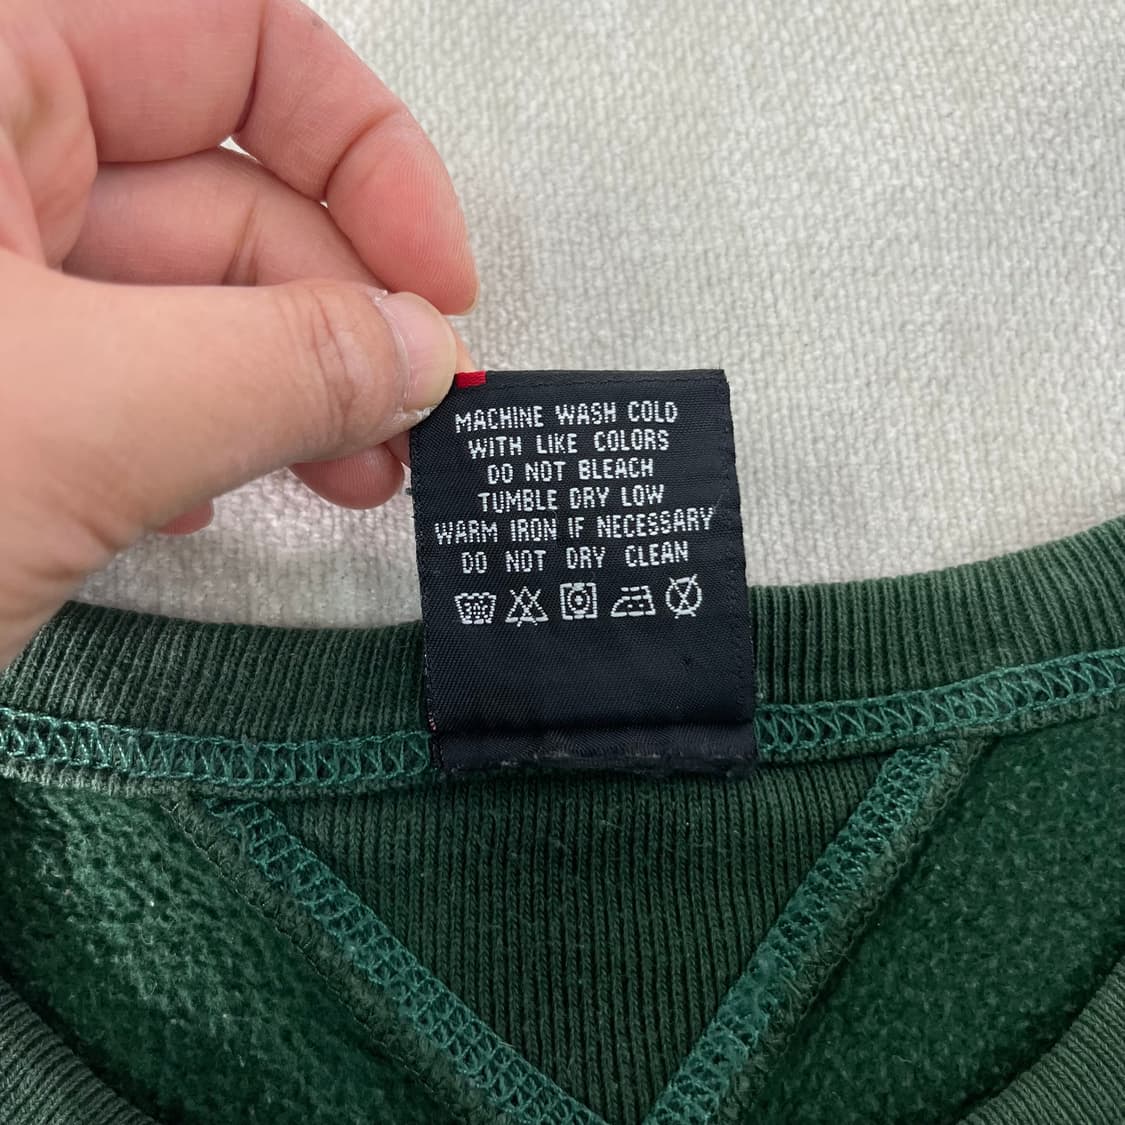 MACHINE WASH COLD
WITH LIKE COLORS
DO NOT BLEACH
TUMBLE DRY LOW
WARM IRON IF NECESSARY
DO NOT DRY CLEAN